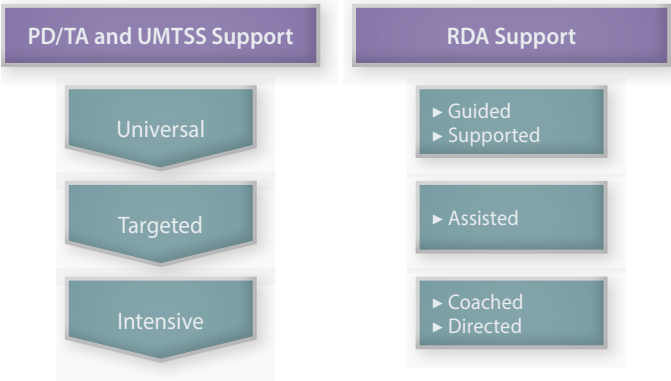 PD/TA and UMTSS Support
RDA Support
Universal
► Guided
► Supported
Targeted
► Assisted
Intensive
► Coached
► Directed